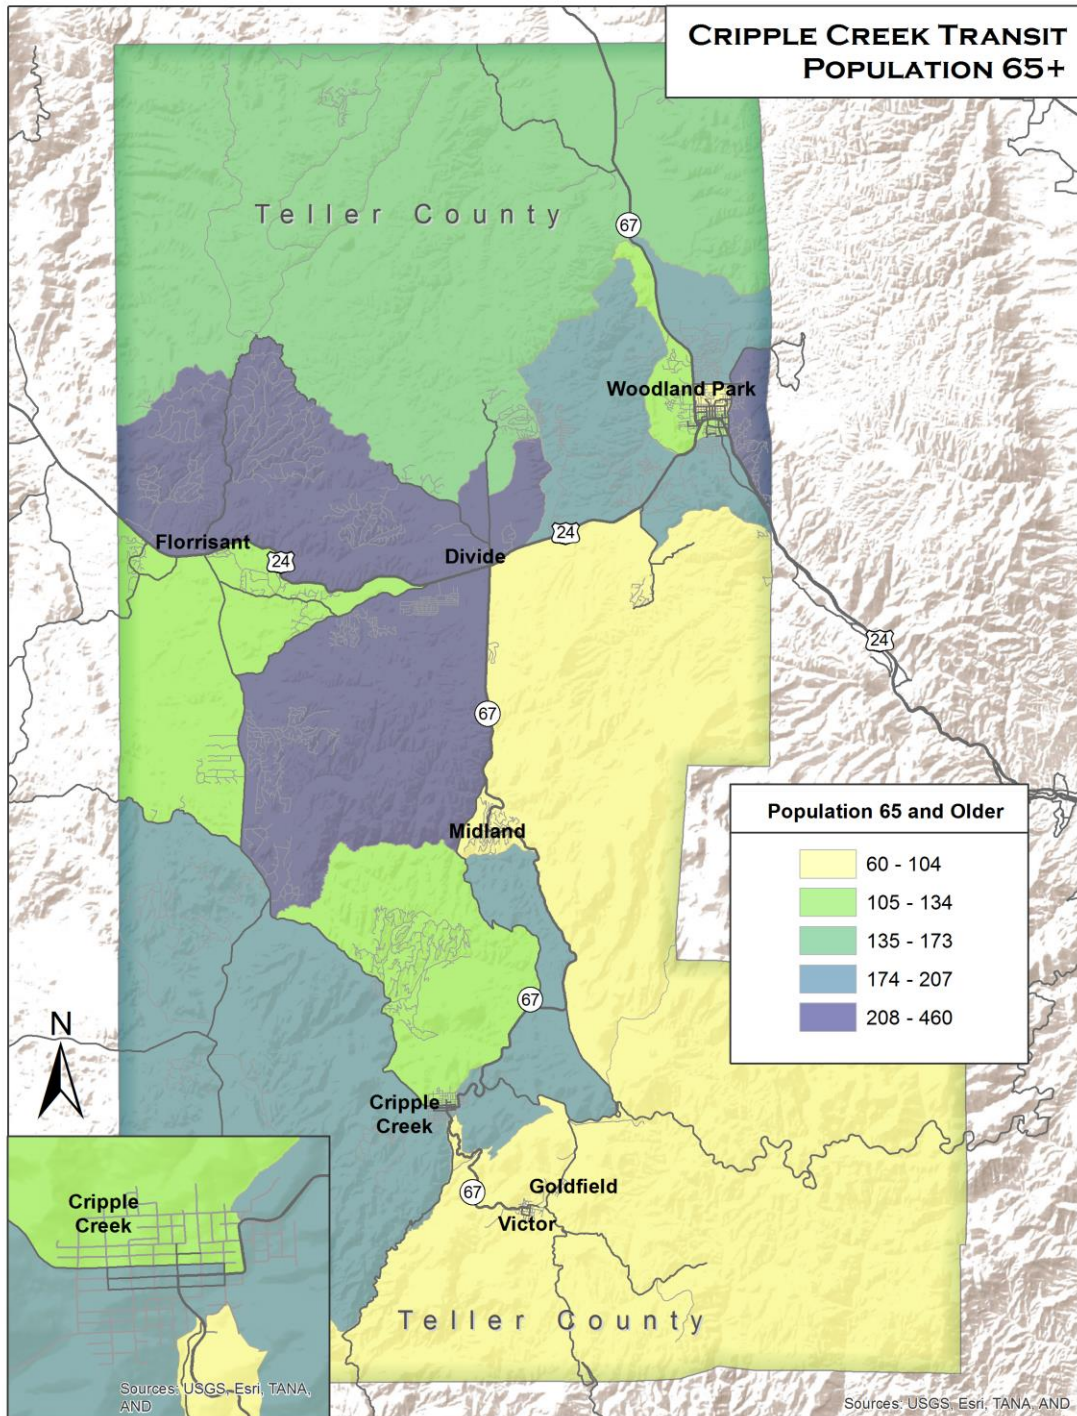 CRIPPLE CREEK TRANSIT
POPULATION 65+
Teller County
67
Woodland Park
Florrisant
24
Divide
24
24
67
Midland
Population 65 and Older
60 - 104
105 - 134
135 - 173
174 - 207
208 - 460
67
N
Cripple
Creek
67
Goldfield
Victor
Cripple
Creek
Teller County
Sources: USGS, Esri, TANA,
AND
Sources: USGS, Esri, TANA, AND